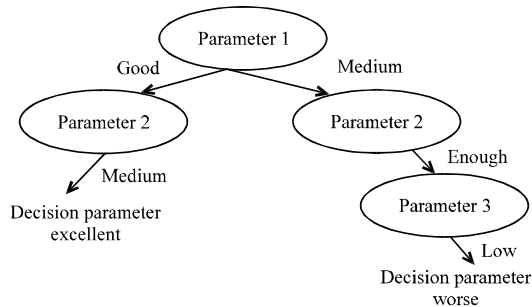 Parameter 1
Good
Medium
Parameter 2
Parameter 2
Medium
Enough
Decision parameter
excellent
Parameter 3
Low
Decision parameter
worse